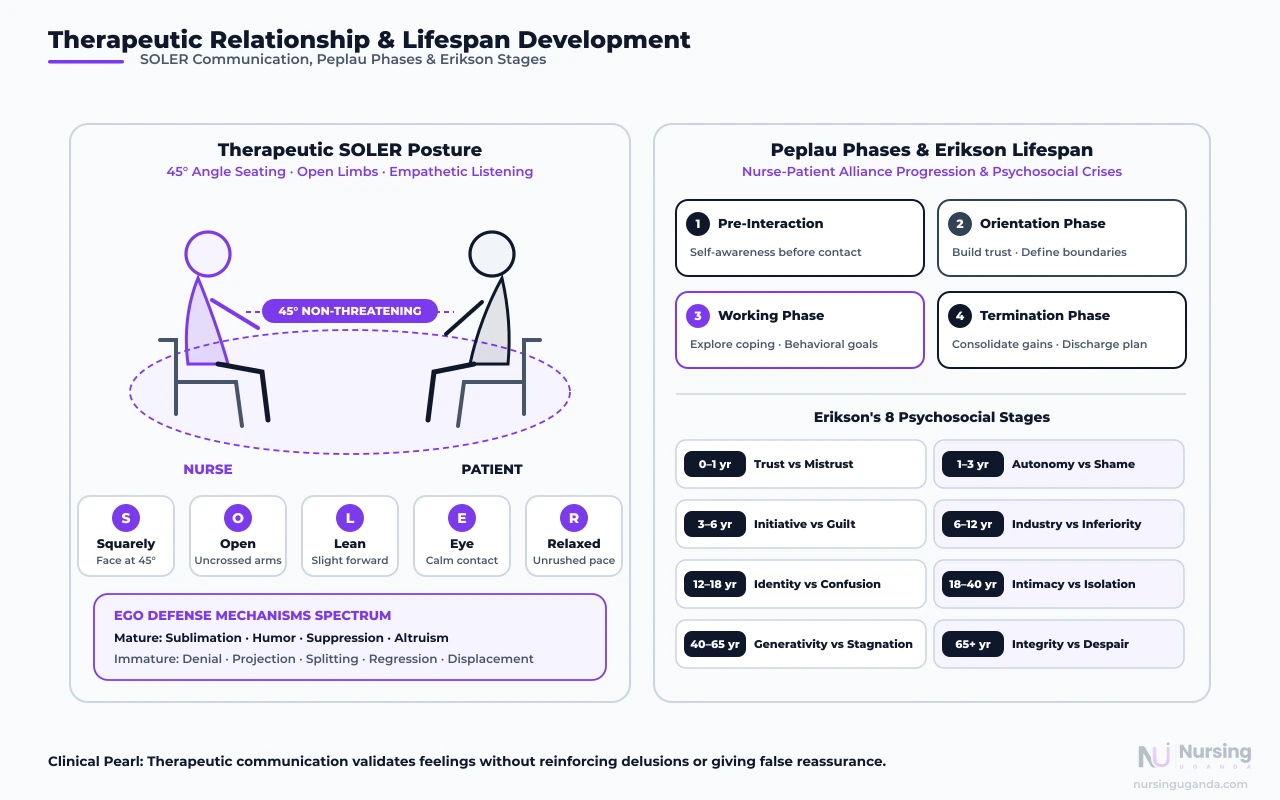 Therapeutic Relationship & Lifespan Development
SOLER Communication, Peplau Phases & Erikson Stages
Therapeutic SOLER Posture
45° Angle Seating · Open Limbs · Empathetic Listening
45° NON-THREATENING
NURSE
PATIENT
S
Squarely
Face at 45°
O
Open
Uncrossed arms
L
Lean
Slight forward
E
Eye
Calm contact
R
Relaxed
Unrushed pace
EGO DEFENSE MECHANISMS SPECTRUM
Mature: Sublimation · Humor · Suppression · Altruism
Immature: Denial · Projection · Splitting · Regression · Displacement
Peplau Phases & Erikson Lifespan
Nurse-Patient Alliance Progression & Psychosocial Crises
1 Pre-Interaction
Self-awareness before contact
2 Orientation Phase
Build trust · Define boundaries
3 Working Phase
Explore coping · Behavioral goals
4 Termination Phase
Consolidate gains · Discharge plan
Erikson's 8 Psychosocial Stages
0–1 yr Trust vs Mistrust
1–3 yr Autonomy vs Shame
3–6 yr Initiative vs Guilt
6–12 yr Industry vs Inferiority
12–18 yr Identity vs Confusion
18–40 yr Intimacy vs Isolation
40–65 yr Generativity vs Stagnation
65+ yr Integrity vs Despair
Clinical Pearl: Therapeutic communication validates feelings without reinforcing delusions or giving false reassurance.
NU Nursing
UGANDA
nursinguganda.com